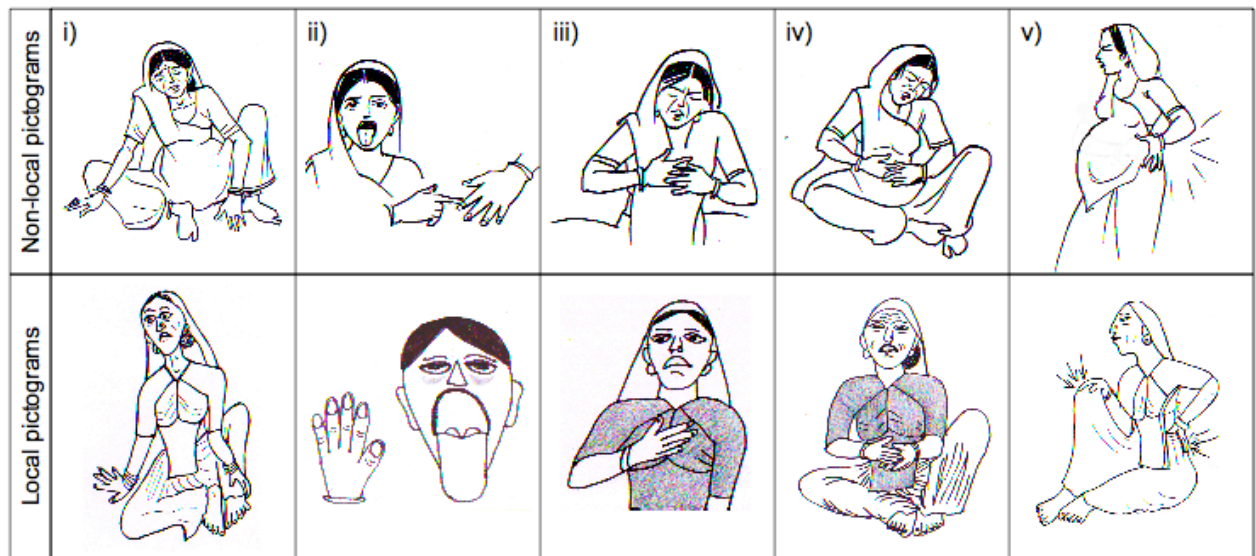 i)
ii)
iii)
iv)
v)
Non-local pictograms
Local pictograms